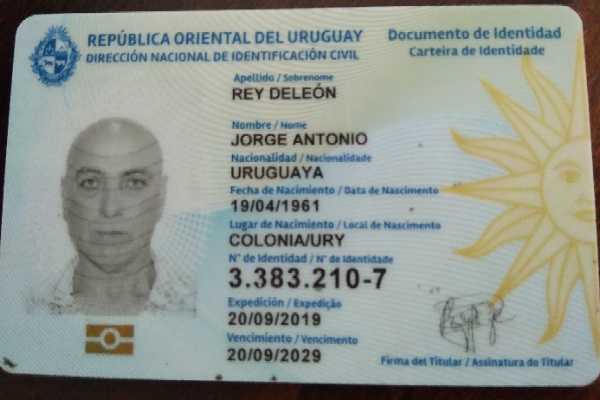 REPÚBLICA ORIENTAL DEL URUGUAY
DIRECCIÓN NACIONAL DE IDENTIFICACIÓN CIVIL
Documento de Identidad
Carteira de Identidade
Apellido / Sobrenome
REY DELEÓN
Nombre / Nome
JORGE ANTONIO
Nacionalidad / Nacionalidade
URUGUAYA
Fecha de Nacimiento / Data de Nascimento
19/04/1961
Lugar de Nacimiento / Local de Nascimento
COLONIA/URY
N° de Identidad / N° de Identidade
3.383.210-7
Expedición / Expedição
20/09/2019
Vencimiento / Vencimento
20/09/2029
Firma del Titular / Assinatura do Titular